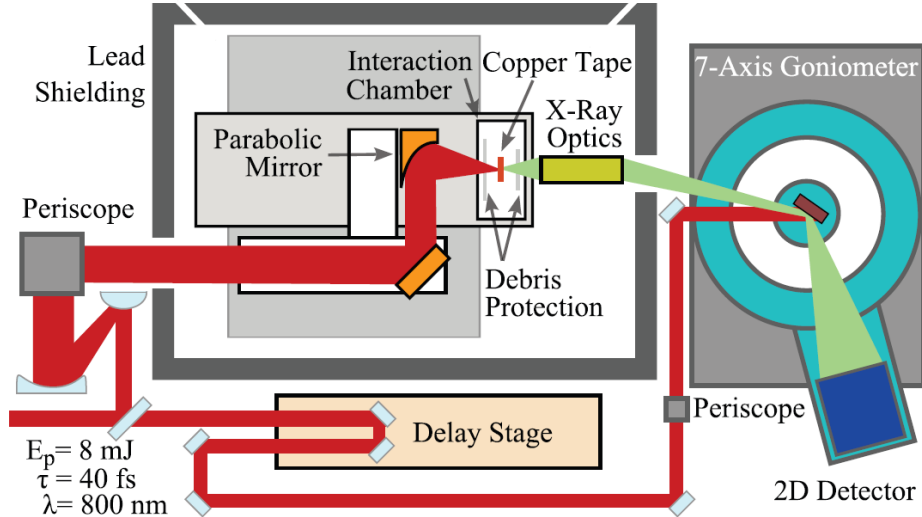 Lead
Shielding
Interaction
Chamber
Copper Tape
X-Ray
Optics
7-Axis Goniometer
Parabolic
Mirror
Periscope
Debris
Protection
Delay Stage
Periscope
2D Detector
Ep= 8 mJ
τ = 40 fs
λ= 800 nm